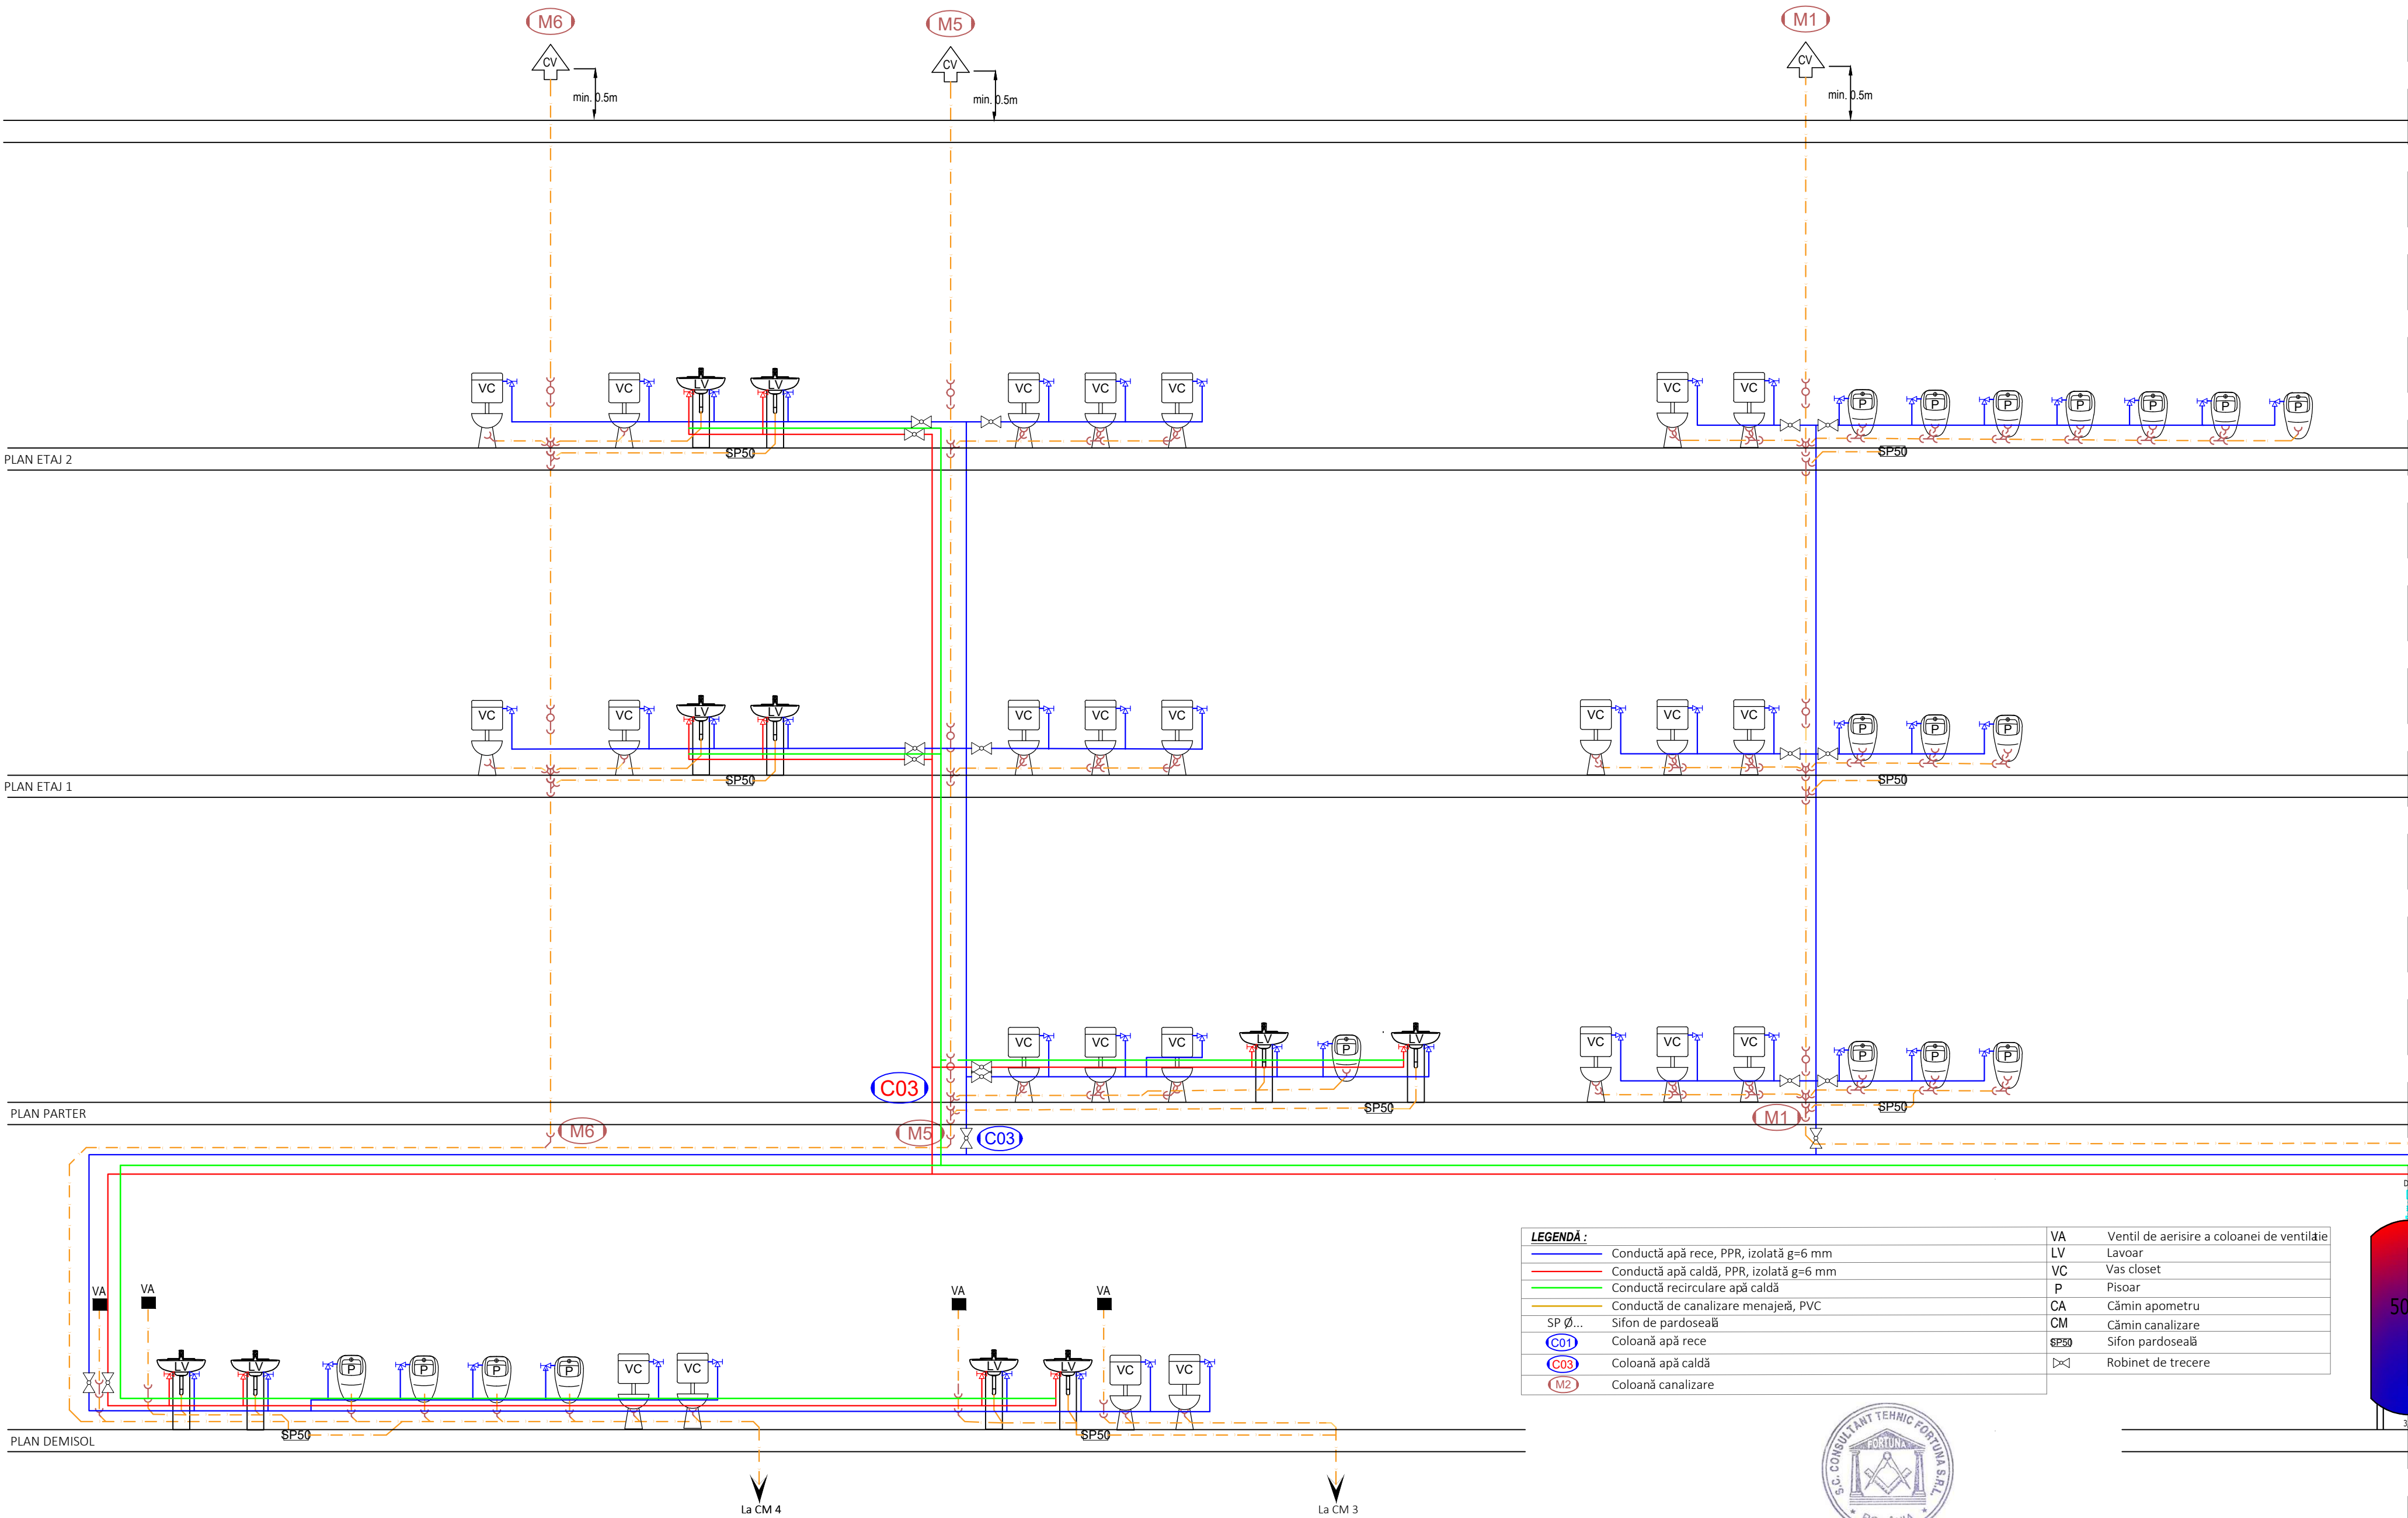 M6 M5 M1
CV CV CV
min. 0.5m min. 0.5m min. 0.5m
VC VC LV LV VC VC VC VC VC P P P P P P P
SP50 SP50
PLAN ETAJ 2
VC VC LV LV VC VC VC VC VC VC P P P
SP50 SP50
PLAN ETAJ 1
VC VC VC LV P LV VC VC VC P P P
C03
SP50 SP50
PLAN PARTER
M6 M5 C03 M1
VA VA VA VA
LV LV P P P P VC VC LV LV VC VC
SP50 SP50
PLAN DEMISOL
La CM 4 La CM 3
LEGENDĂ :
Conductă apă rece, PPR, izolată g=6 mm
Conductă apă caldă, PPR, izolată g=6 mm
Conductă recirculare apă caldă
Conductă de canalizare menajeră, PVC
SP Ø... Sifon de pardoseală
C01 Coloană apă rece
C03 Coloană apă caldă
M2 Coloană canalizare
VA Ventil de aerisire a coloanei de ventilație
LV Lavoar
VC Vas closet
P Pisoar
CA Cămin apometru
CM Cămin canalizare
SP50 Sifon pardoseală
Robinet de trecere
50
S.C. CONSULTANT TEHNIC FORTUNA S.R.L.
FORTUNA